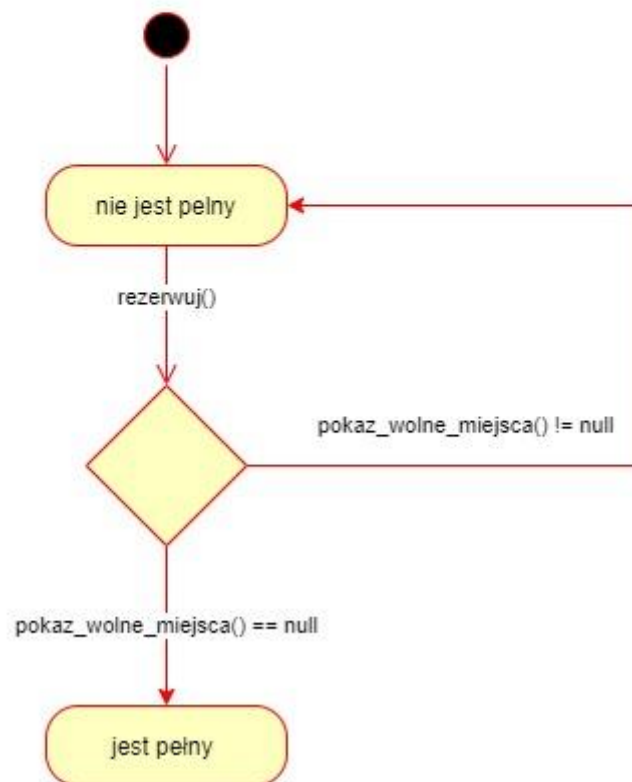 nie jest pelny
rezerwuj()
pokaz_wolne_miejsca() != null
pokaz_wolne_miejsca() == null
jest pełny